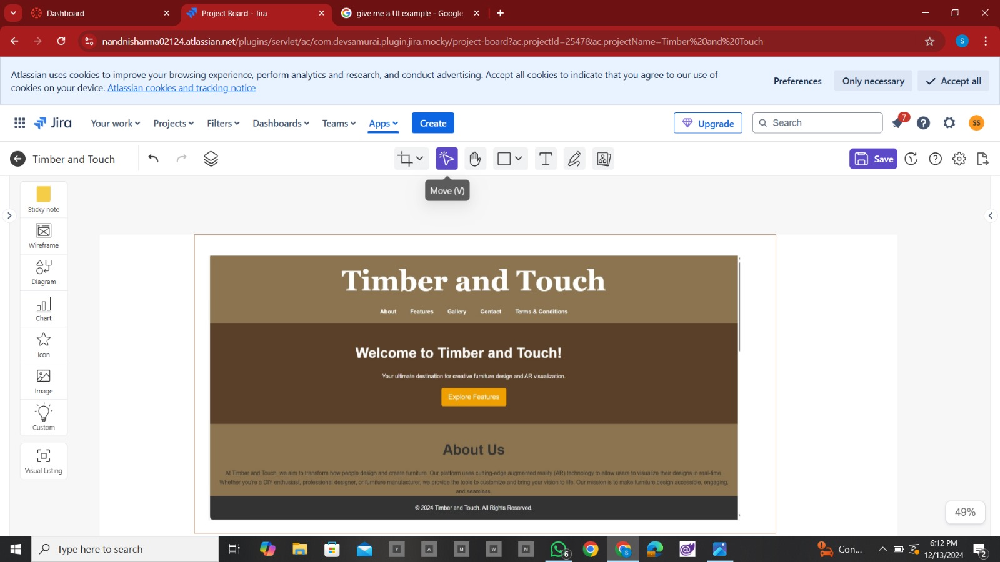 Dashboard
Project Board - Jira
give me a UI example - Google
nandnisharma02124.atlassian.net/plugins/servlet/ac/com.devsamurai.plugin.jira.mocky/project-board?ac.projectId=2547&ac.projectName=Timber%20and%20Touch
S
Atlassian uses cookies to improve your browsing experience, perform analytics and research, and conduct advertising. Accept all cookies to indicate that you agree to our use of
cookies on your device. Atlassian cookies and tracking notice
Preferences
Only necessary
Accept all
Jira
Your work
Projects
Filters
Dashboards
Teams
Apps
Create
Upgrade
Search
7
SS
Timber and Touch
Save
Move (V)
Sticky note
Wireframe
Diagram
Chart
Icon
Image
Custom
Visual Listing
Timber and Touch
About Features Gallery Contact Terms & Conditions
Welcome to Timber and Touch!
Your ultimate destination for creative furniture design and AR visualization.
Explore Features
About Us
At Timber and Touch, we aim to transform how people design and create furniture. Our platform uses cutting-edge augmented reality (AR) technology to allow users to visualize their designs in real-time.
Whether you're a DIY enthusiast, professional designer, or furniture manufacturer, we provide the tools to customize and bring your vision to life. Our mission is to make furniture design accessible, engaging,
and seamless.
© 2024 Timber and Touch. All Rights Reserved.
49%
Type here to search
Y
A
M
W
M
6
S
Con...
6:12 PM
12/13/2024
2